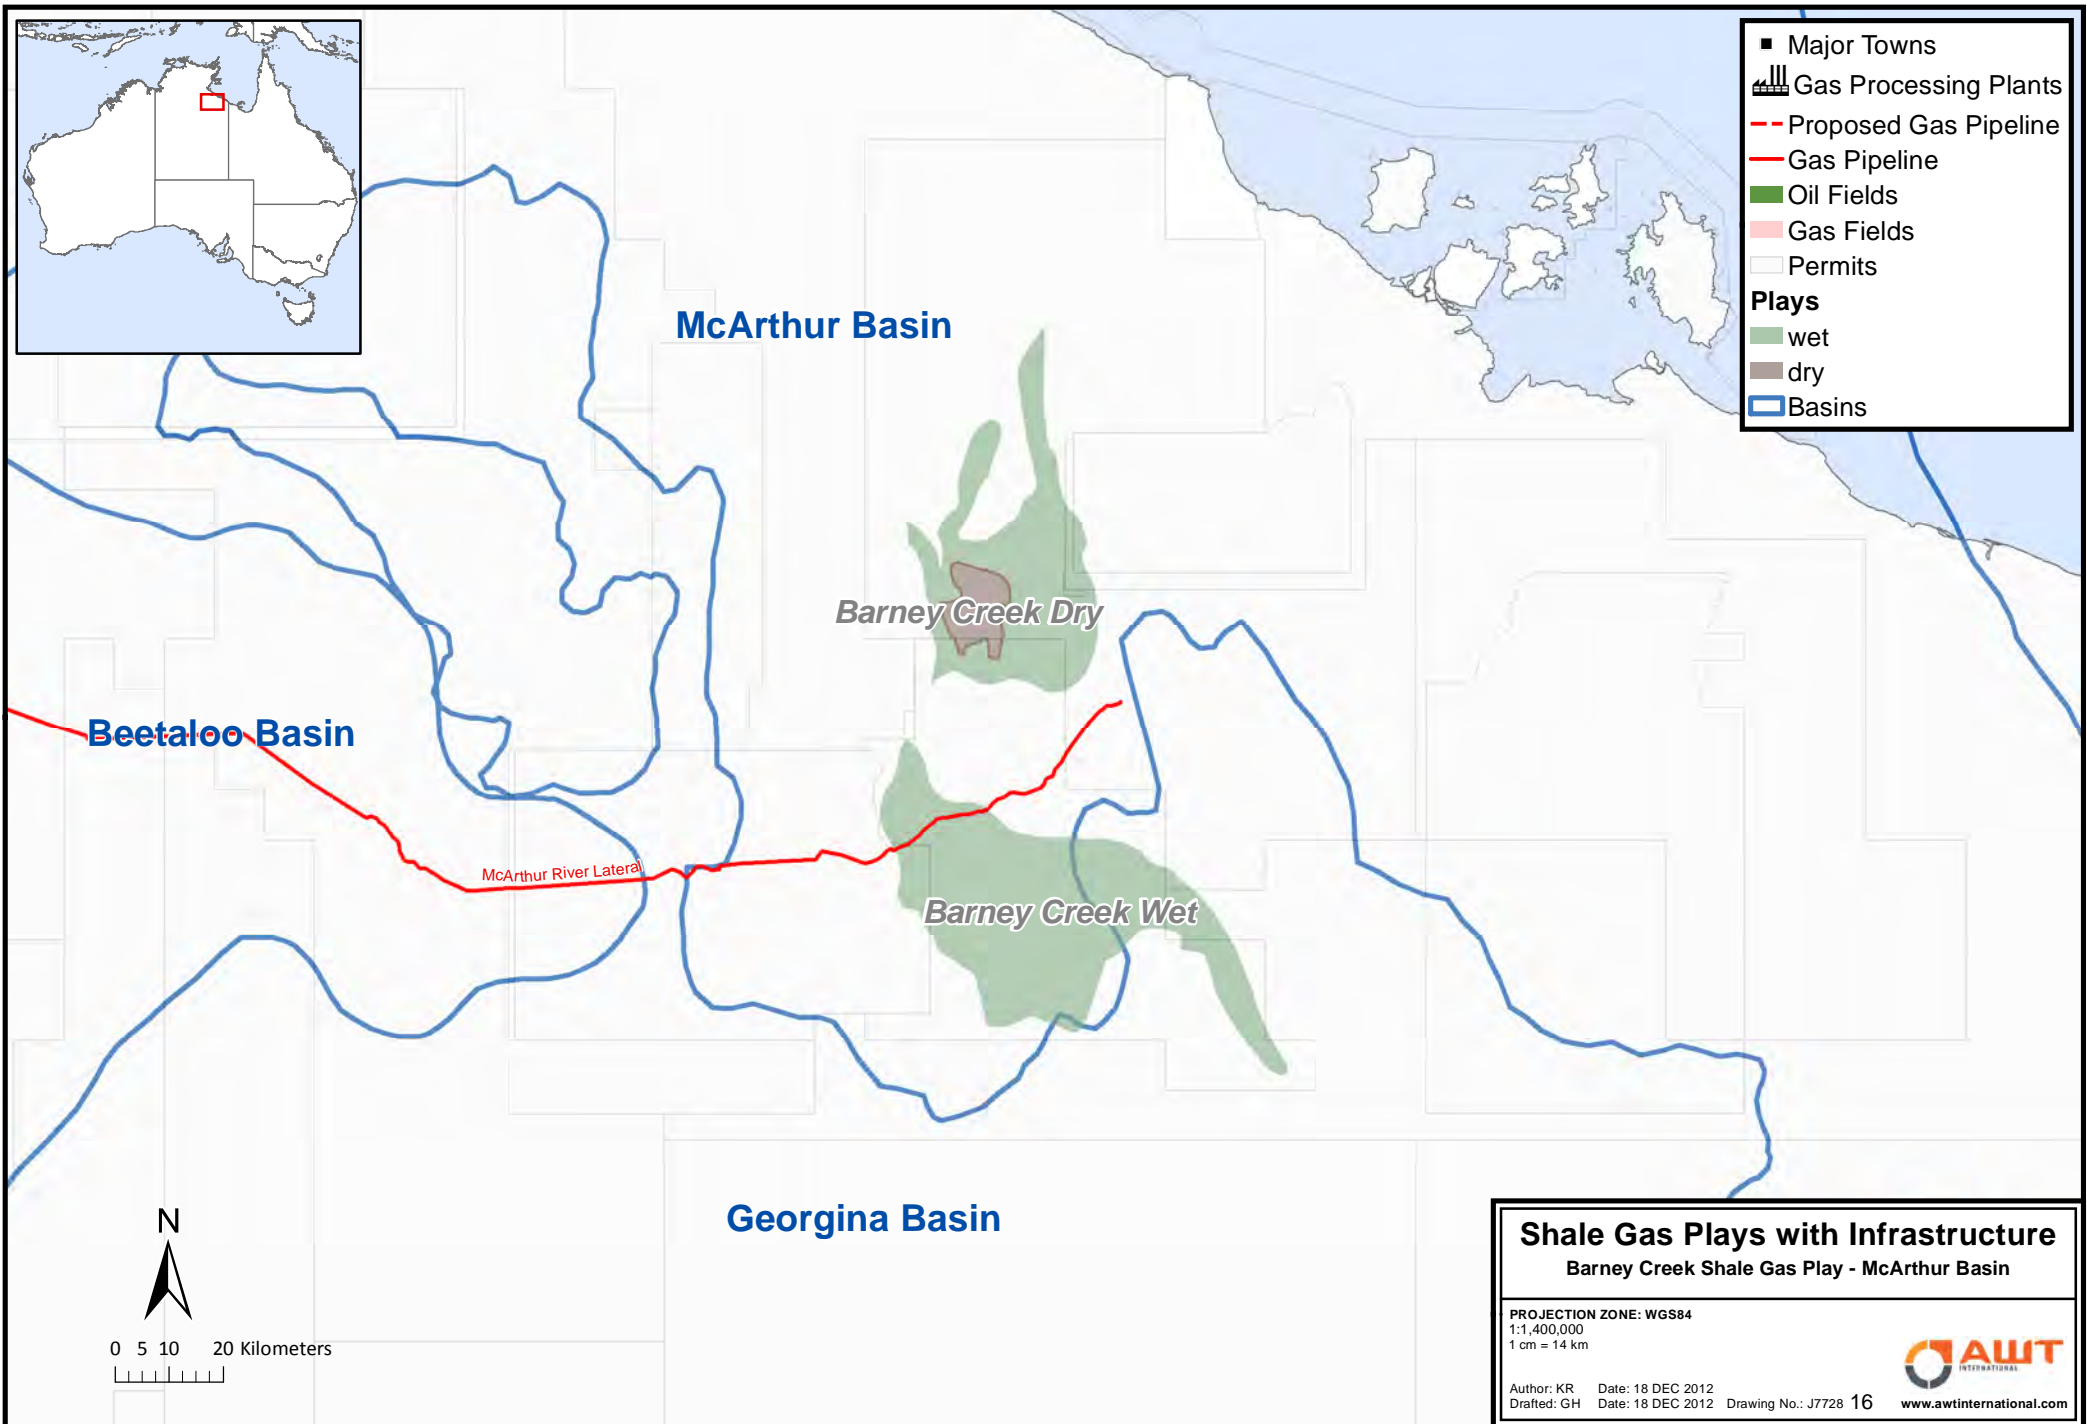 Major Towns
Gas Processing Plants
Proposed Gas Pipeline
Gas Pipeline
Oil Fields
Gas Fields
Permits
Plays
wet
dry
Basins
McArthur Basin
Barney Creek Dry
Beetaloo Basin
McArthur River Lateral
Barney Creek Wet
Georgina Basin
N
0 5 10 20 Kilometers
Shale Gas Plays with Infrastructure
Barney Creek Shale Gas Play - McArthur Basin
PROJECTION ZONE: WGS84
1:1,400,000
1 cm = 14 km
Author: KR Date: 18 DEC 2012
Drafted: GH Date: 18 DEC 2012 Drawing No.: J7728 16
AWT
INTERNATIONAL
www.awtinternational.com